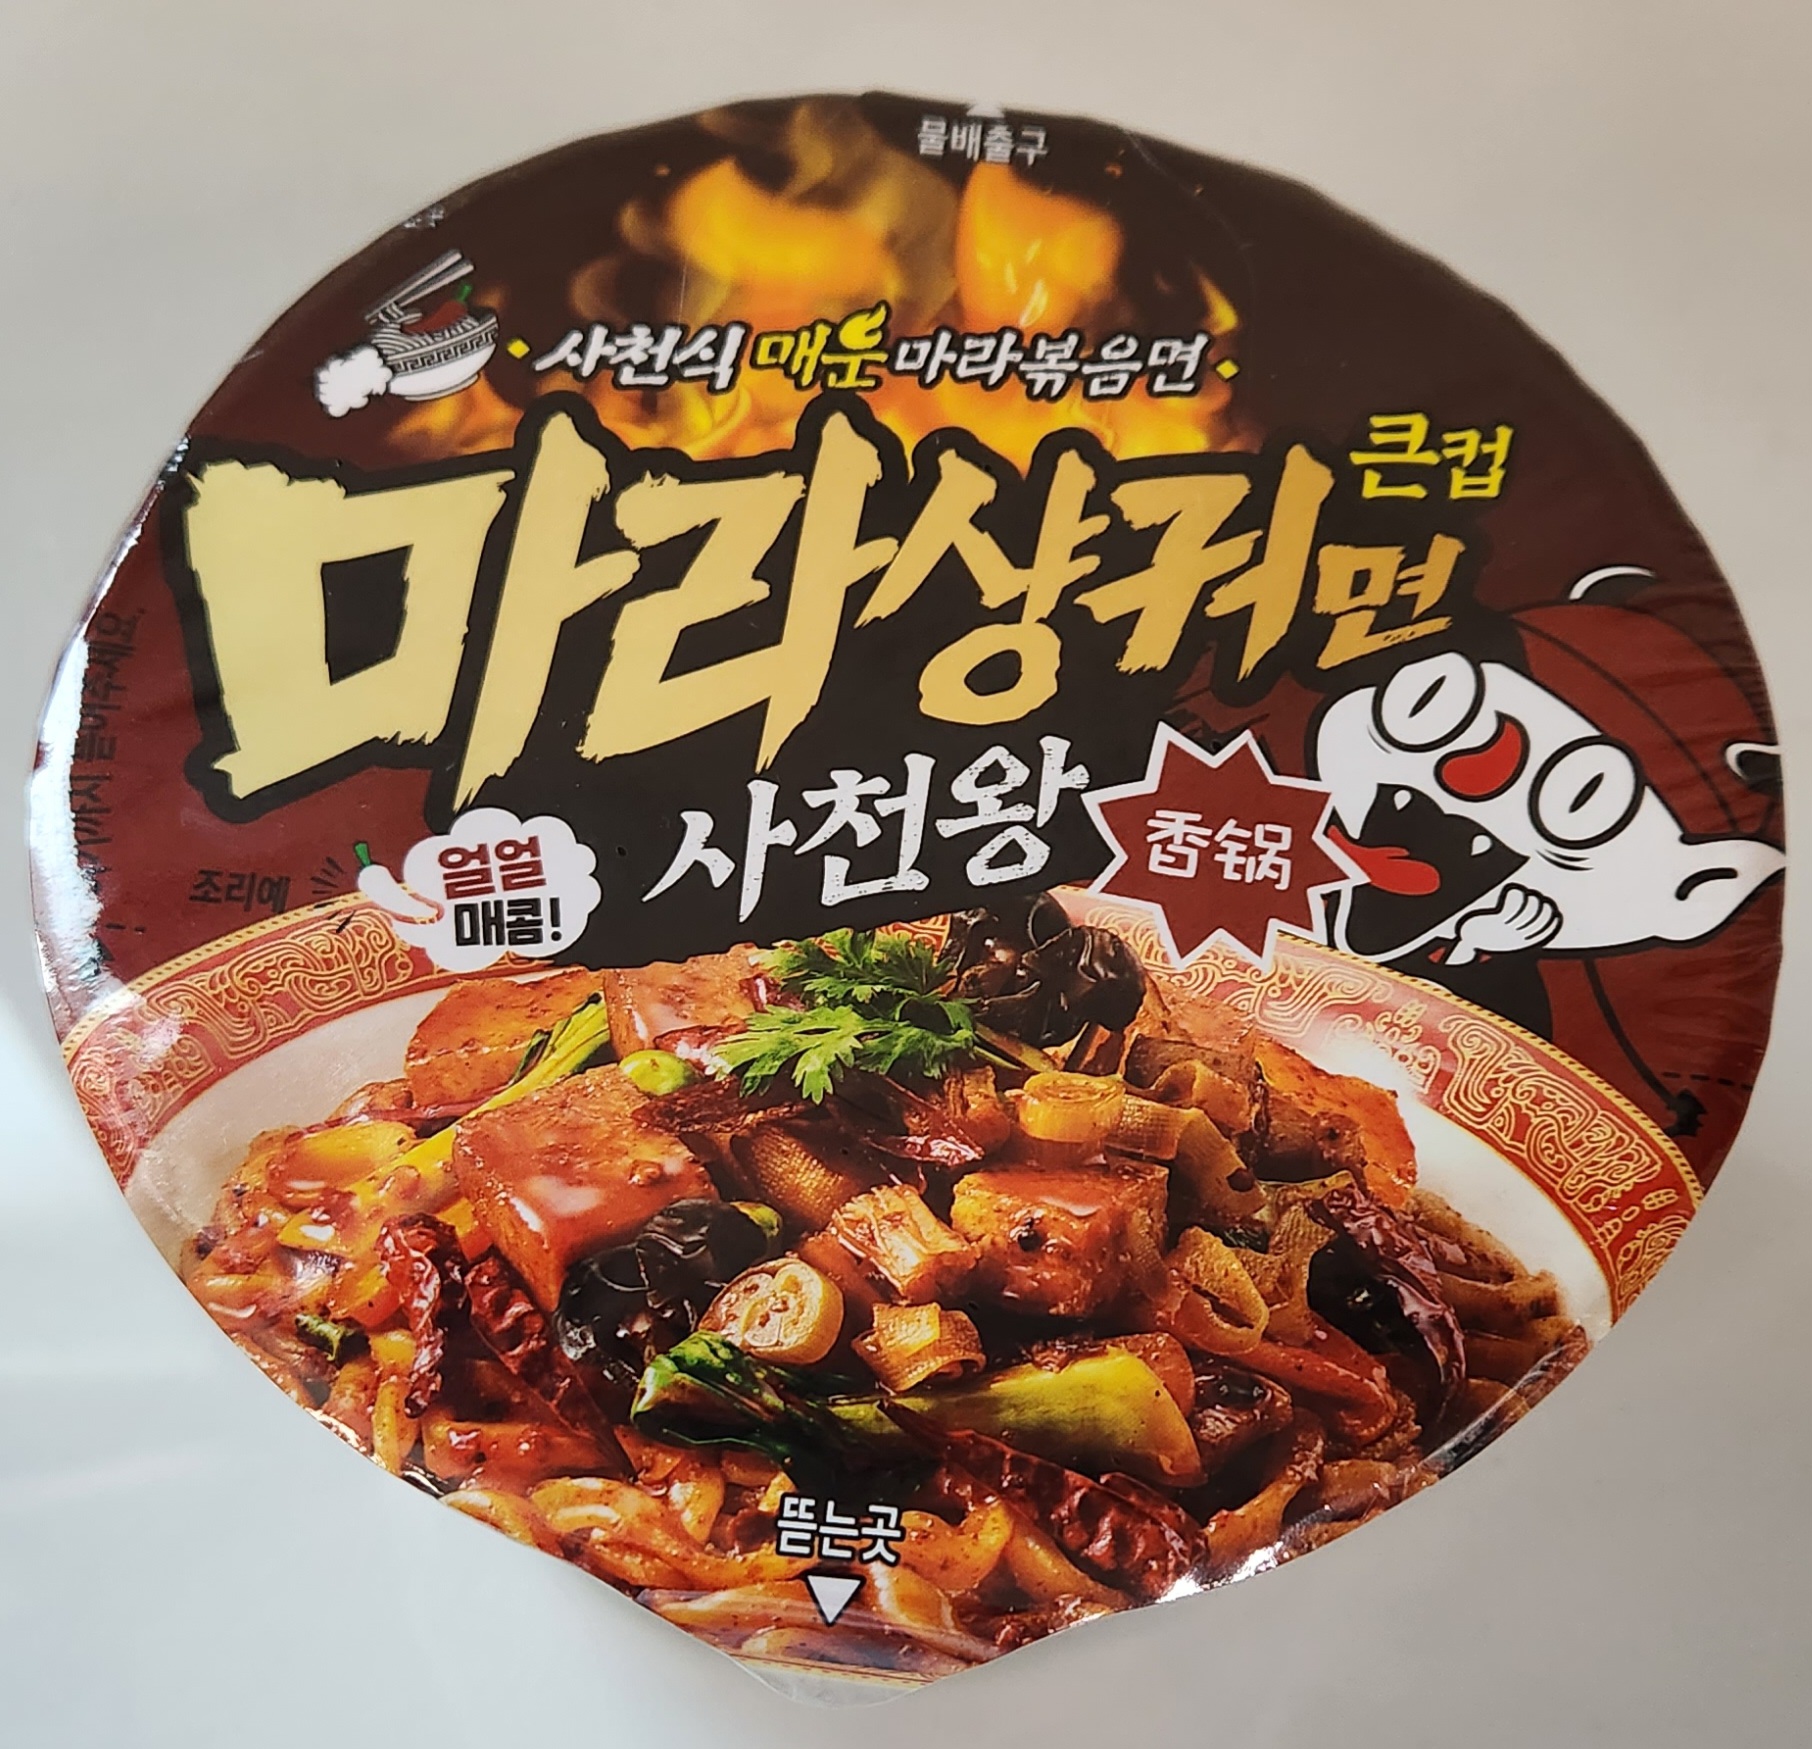 물배출구
사천식 매운 마라볶음면
큰컵
마라샹궈면
사천왕
香锅
얼얼
매콤!
조리예
뜯는곳